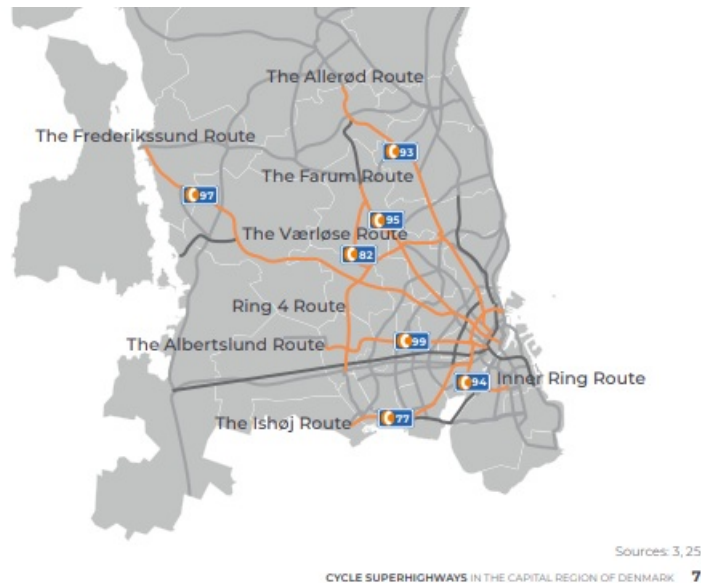 The Allerød Route
The Frederikssund Route
93
The Farum Route
97
95
The Værløse Route
82
Ring 4 Route
The Albertslund Route
99
94
Inner Ring Route
The Ishøj Route
77
Sources: 3, 25
CYCLE SUPERHIGHWAYS IN THE CAPITAL REGION OF DENMARK 7